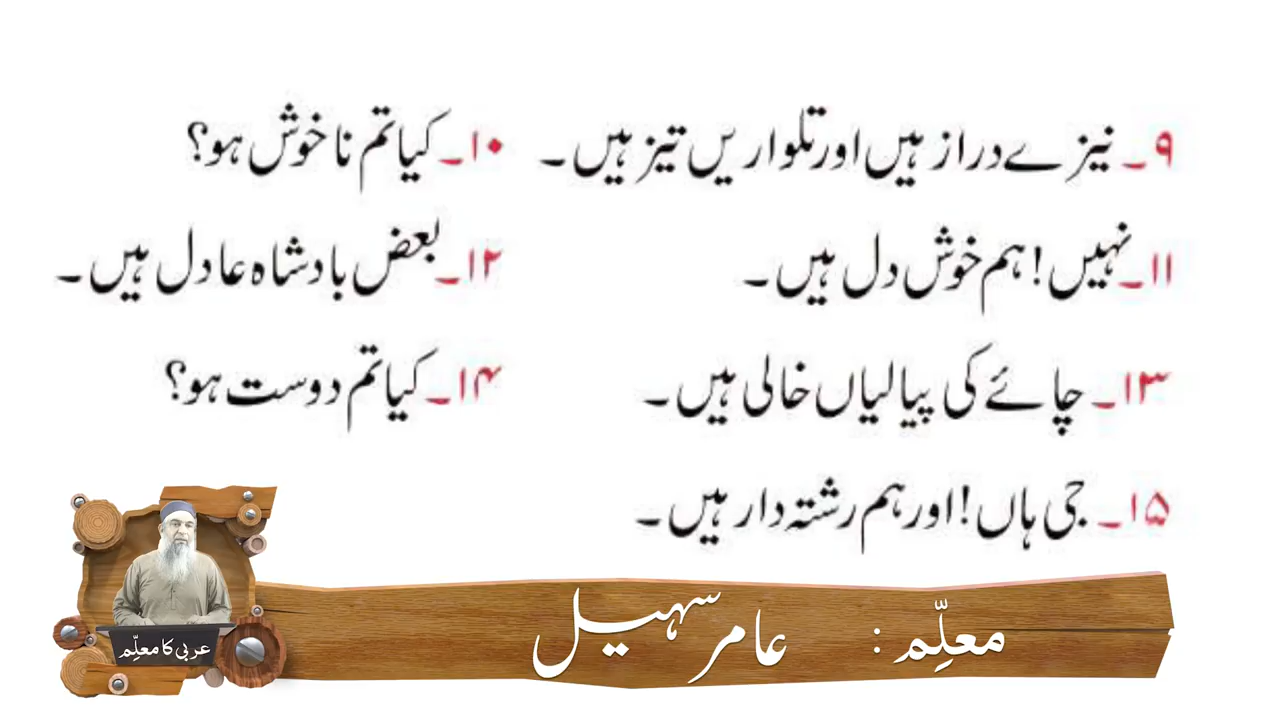 ۹۔ نیزے دراز ہیں اور تلواریں تیز ہیں۔ ۱۰۔ کیا تم نا خوش ہو؟
۱۱۔ نہیں! ہم خوش دل ہیں۔ ۱۲۔ بعض بادشاہ عادل ہیں۔
۱۳۔ چائے کی پیالیاں خالی ہیں۔ ۱۴۔ کیا تم دوست ہو؟
۱۵۔ جی ہاں! اور ہم رشتہ دار ہیں۔
معلّم : عامر سہیل
عربی کا معلّم